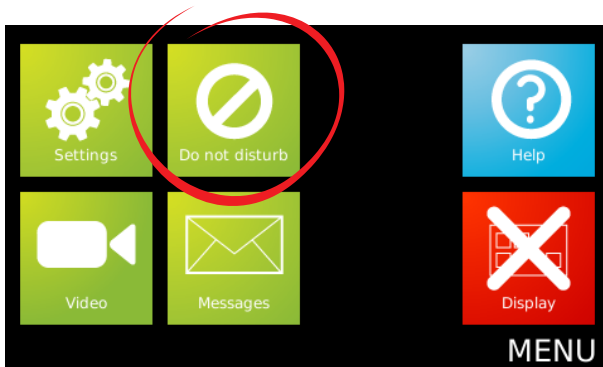 Settings
Do not disturb
Help
Video
Messages
Display
MENU